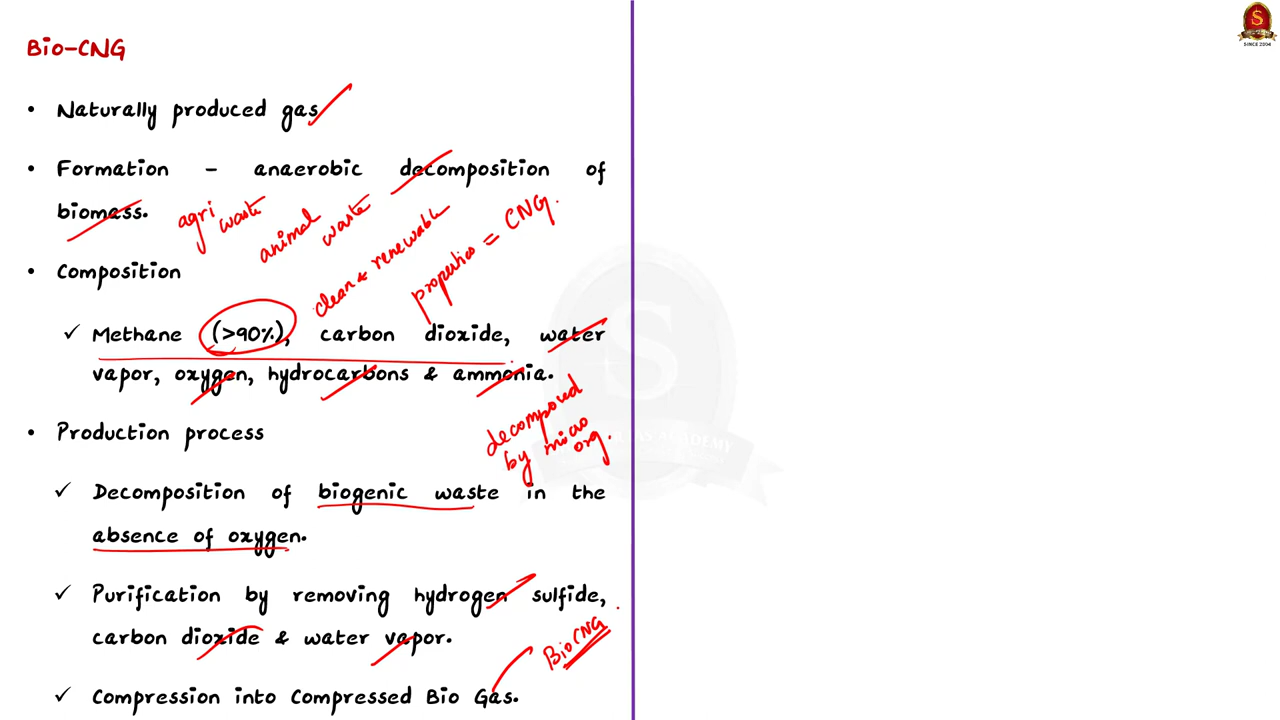 Bio-CNG
SINCE 2004
• Naturally produced gas
• Formation – anaerobic decomposition of
biomass.
agri waste
animal waste
clean & renewable
properties = CNG.
• Composition
✓ Methane (>90%), carbon dioxide, water
vapor, oxygen, hydrocarbons & ammonia.
decomposed
by micro
org.
• Production process
✓ Decomposition of biogenic waste in the
absence of oxygen.
✓ Purification by removing hydrogen sulfide,
carbon dioxide & water vapor.
BioCNG
✓ Compression into Compressed Bio Gas.
ACADEMY